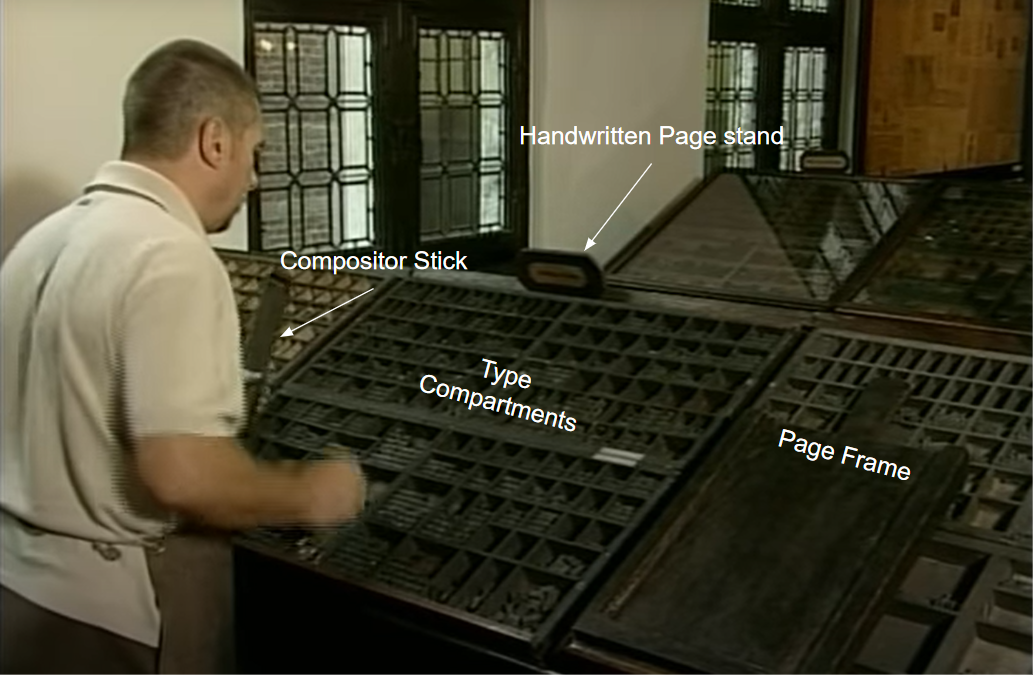 Handwritten Page stand
Compositor Stick
Type
Compartments
Page Frame